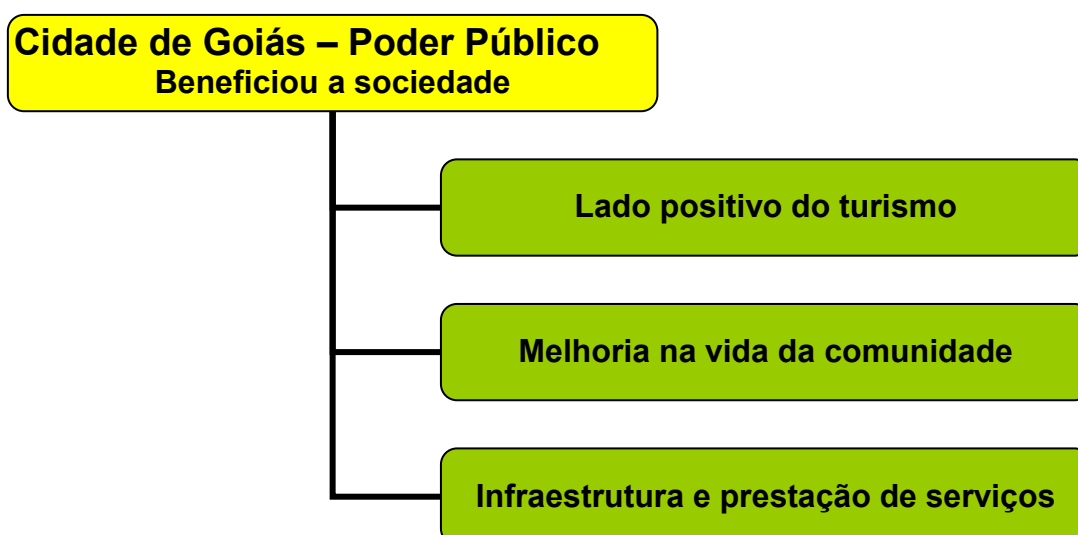 Cidade de Goiás – Poder Público
Beneficiou a sociedade
Lado positivo do turismo
Melhoria na vida da comunidade
Infraestrutura e prestação de serviços